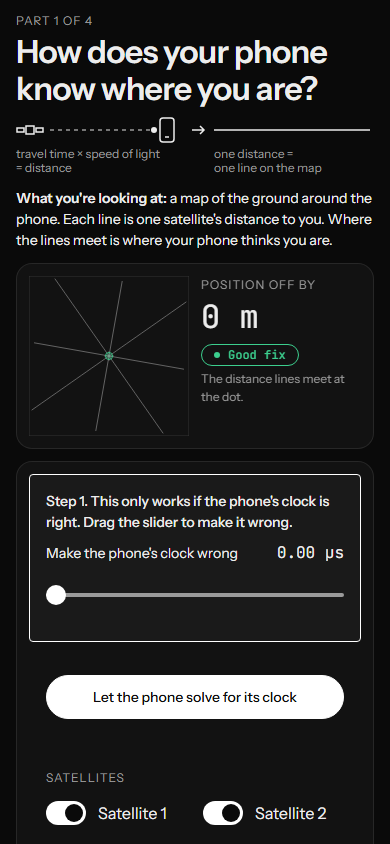 PART 1 OF 4
How does your phone
know where you are?
travel time × speed of light
= distance
one distance =
one line on the map
What you're looking at: a map of the ground around the
phone. Each line is one satellite's distance to you. Where
the lines meet is where your phone thinks you are.
POSITION OFF BY
0 m
Good fix
The distance lines meet at
the dot.
Step 1. This only works if the phone's clock is
right. Drag the slider to make it wrong.
Make the phone's clock wrong 0.00 µs
Let the phone solve for its clock
SATELLITES
Satellite 1 Satellite 2